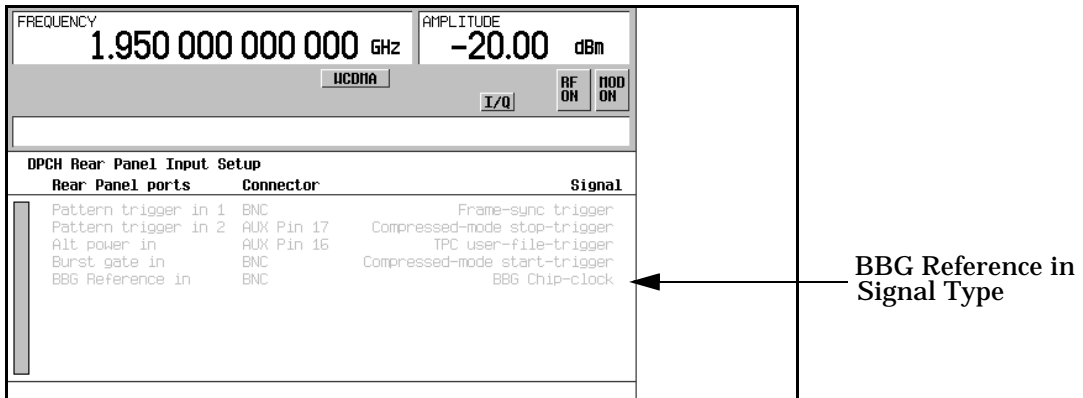 FREQUENCY
1.950 000 000 000 GHz
AMPLITUDE
-20.00 dBm
WCDMA
I/Q
RF ON
MOD ON
DPCH Rear Panel Input Setup
Rear Panel ports Connector Signal
Pattern trigger in 1 BNC Frame-sync trigger
Pattern trigger in 2 AUX Pin 17 Compressed-mode stop-trigger
Alt power in AUX Pin 16 TPC user-file-trigger
Burst gate in BNC Compressed-mode start-trigger
BBG Reference in BNC BBG Chip-clock
BBG Reference in
Signal Type